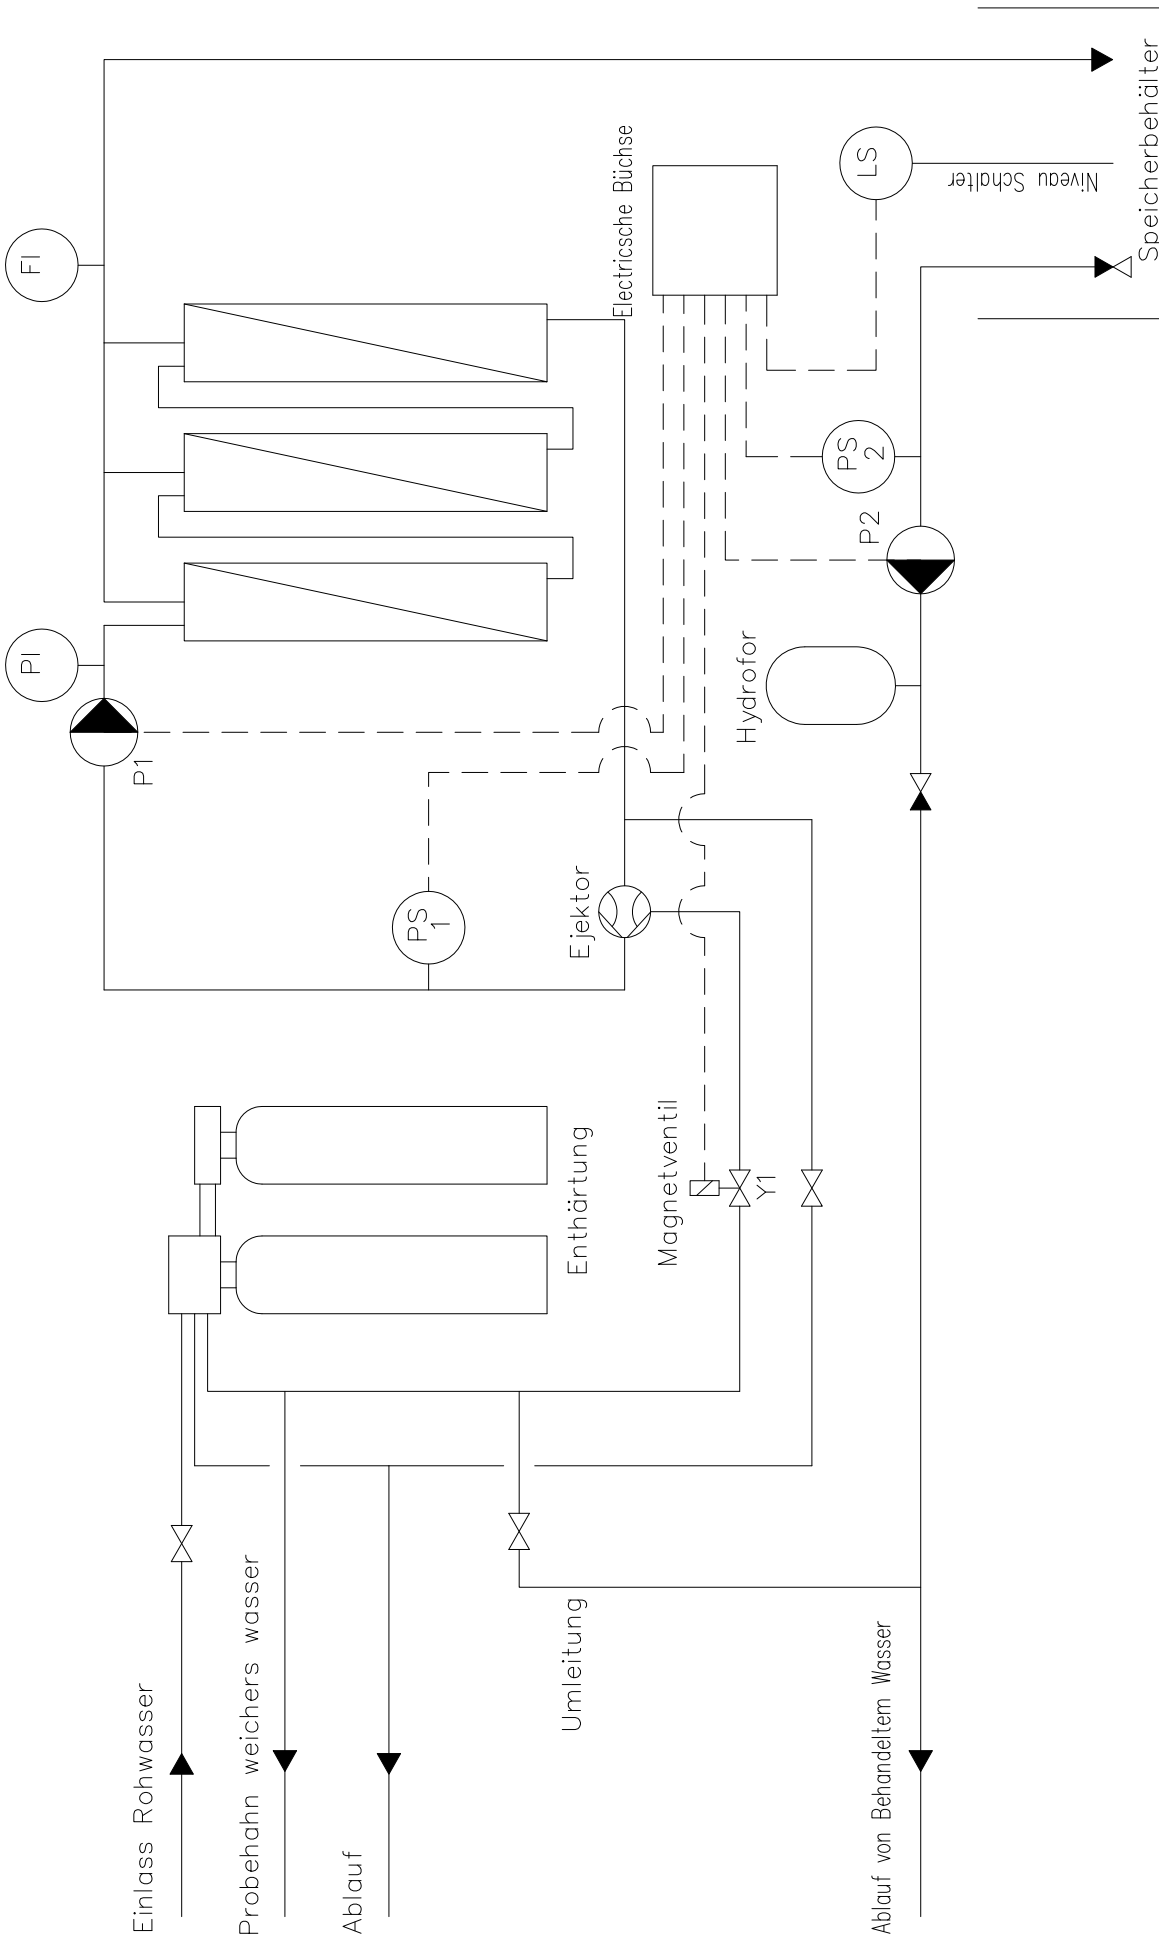 Einlass Rohwasser
Probehahn weichers wasser
Ablauf
Umleitung
Ablauf von Behandeltem Wasser
Enthärtung
Magnetventil
Y1
PS
1
Ejektor
P1
PI
Hydrofor
P2
PS
2
FI
Electricsche Büchse
LS
Niveau Schalter
Speicherbehälter